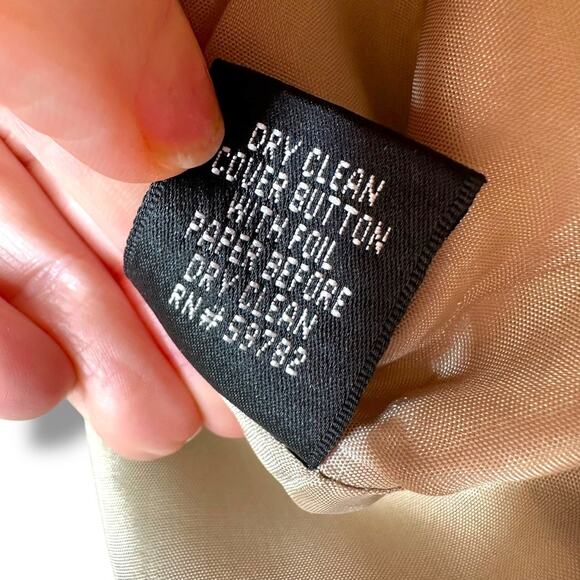 DRY CLEAN
COVER BUTTON
WITH FOIL
PAPER BEFORE
DRY CLEAN
RN# 59782